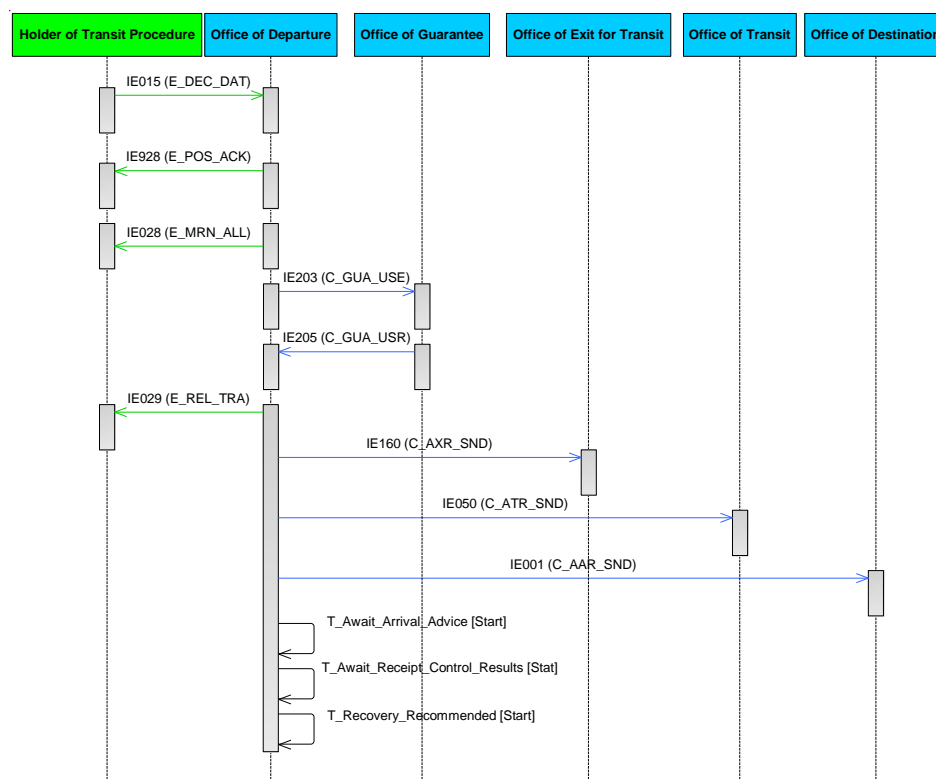 Holder of Transit Procedure
Office of Departure
Office of Guarantee
Office of Exit for Transit
Office of Transit
Office of Destination
IE015 (E_DEC_DAT)
IE928 (E_POS_ACK)
IE028 (E_MRN_ALL)
IE203 (C_GUA_USE)
IE205 (C_GUA_USR)
IE029 (E_REL_TRA)
IE160 (C_AXR_SND)
IE050 (C_ATR_SND)
IE001 (C_AAR_SND)
T_Await_Arrival_Advice [Start]
T_Await_Receipt_Control_Results [Stat]
T_Recovery_Recommended [Start]